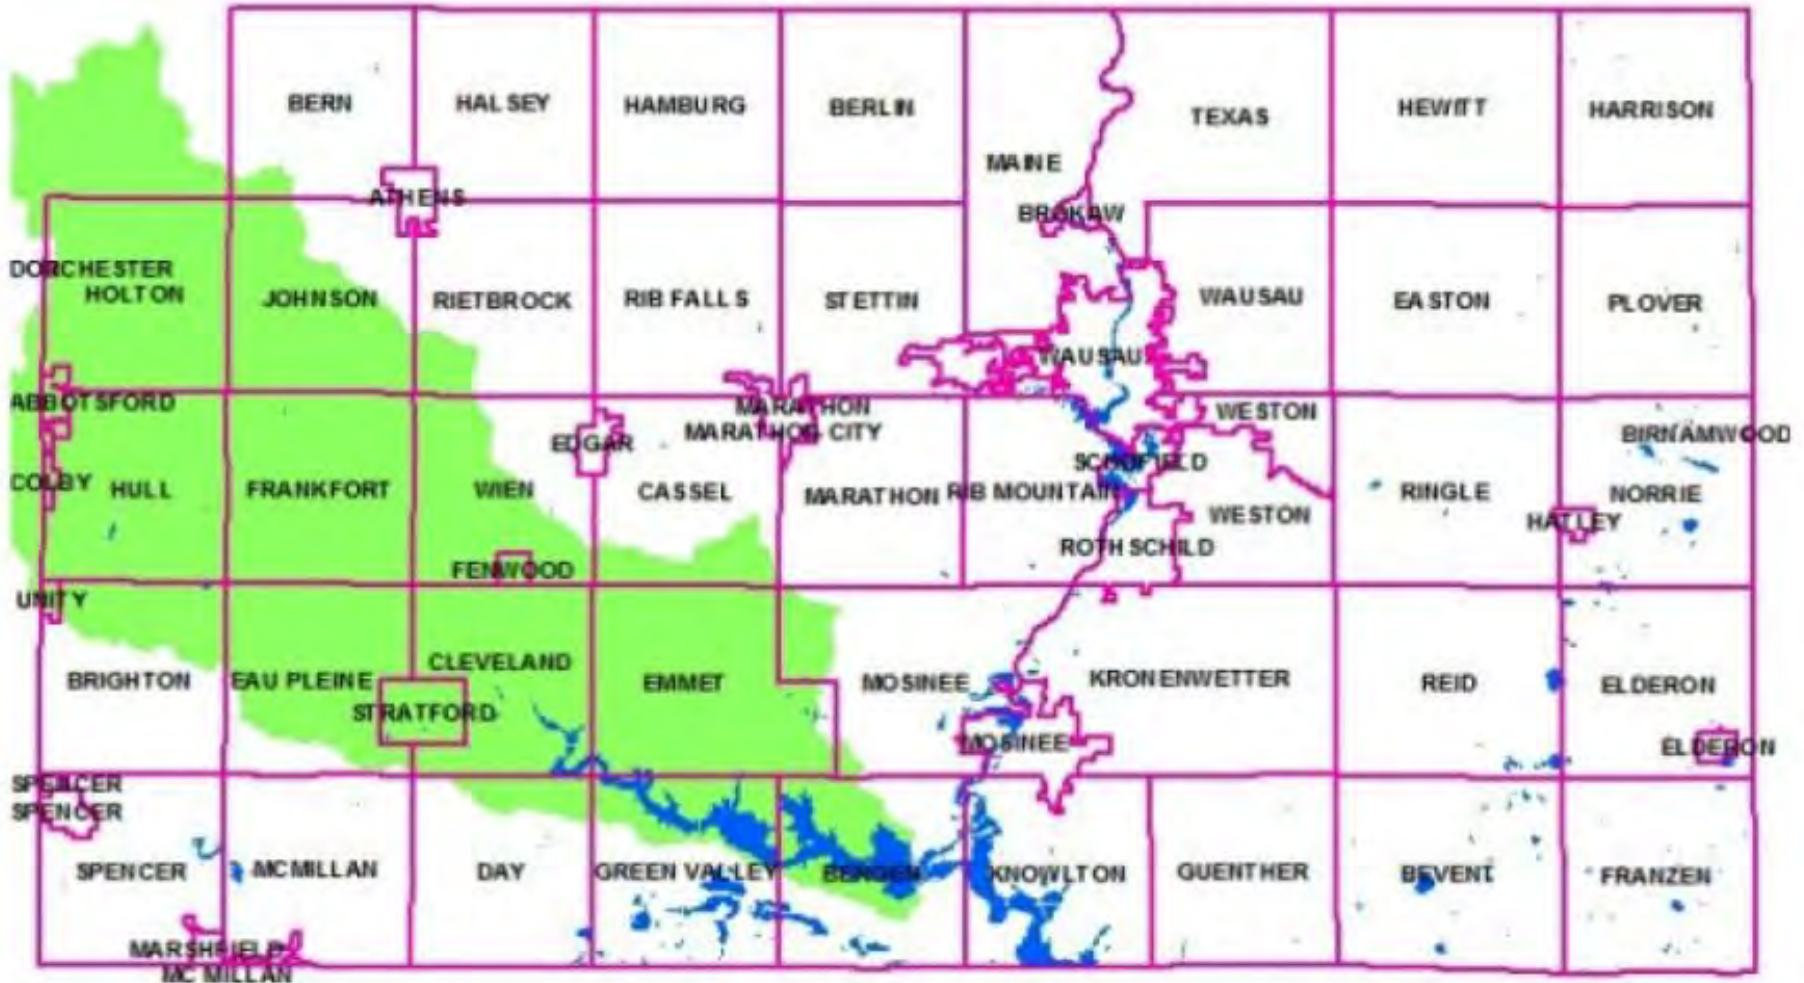 BERN
HALSEY
HAMBURG
BERLIN
TEXAS
HEWITT
HARRISON
MAINE
ATHENS
BROKAW
DORCHESTER
HOLTON
JOHNSON
RIETBROCK
RIB FALLS
STETTIN
WAUSAU
EASTON
PLOVER
WAUSAU
ABBOTSFORD
MARATHON
WESTON
MARATHON CITY
BIRNAMWOOD
EDGAR
SCHOFIELD
COLBY
HULL
FRANKFORT
WIEN
CASSEL
MARATHON
RIB MOUNTAIN
RINGLE
NORRIE
WESTON
HATLEY
ROTHSCHILD
FENWOOD
UNITY
BRIGHTON
EAU PLEINE
CLEVELAND
EMMET
MOSINEE
KRONENWETTER
REID
ELDERON
STRATFORD
MOSINEE
ELDERON
SPENCER
SPENCER
SPENCER
MCMILLAN
DAY
GREEN VALLEY
BERGEN
KNOWLTON
GUENTHER
BEVENT
FRANZEN
MARSHFIELD
MC MILLAN